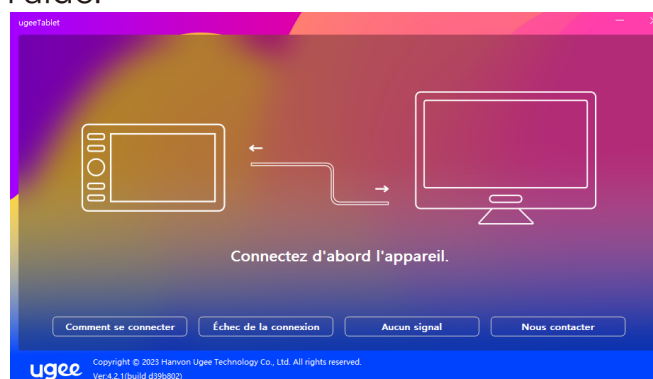 l'aide.
ugeeTablet
Connectez d'abord l'appareil.
Comment se connecter
Échec de la connexion
Aucun signal
Nous contacter
ugee
Copyright © 2023 Hanvon Ugee Technology Co., Ltd. All rights reserved.
Ver:4.2.1(build d39b802)